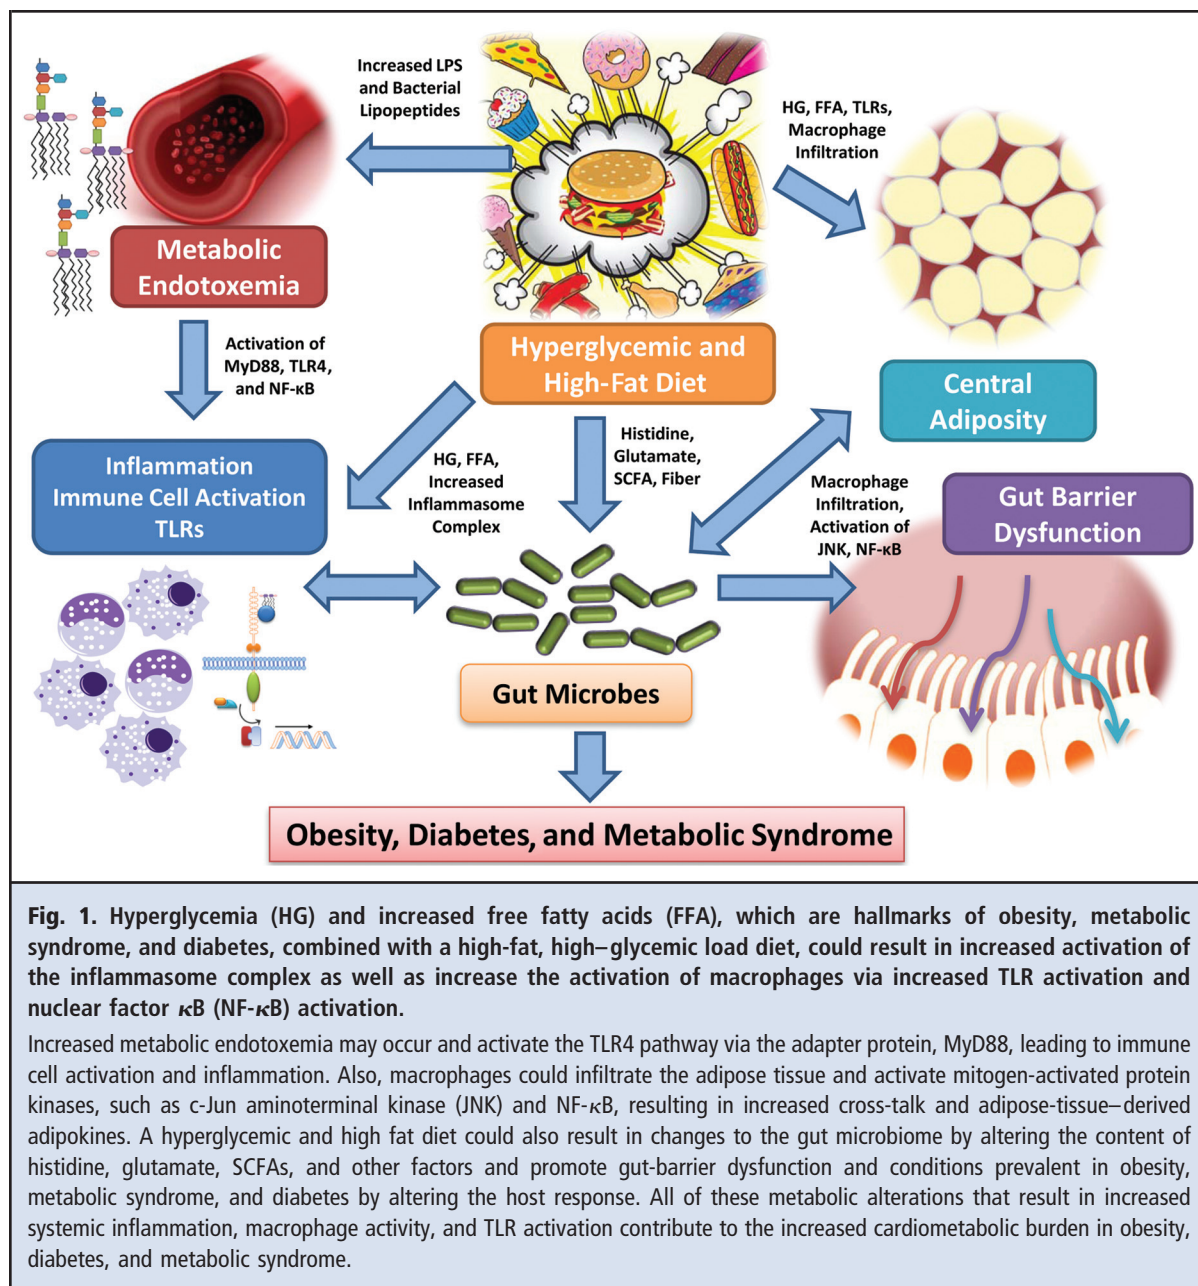 Increased LPS
and Bacterial
Lipopeptides
HG, FFA, TLRs,
Macrophage
Infiltration
Metabolic
Endotoxemia
Hyperglycemic and
High-Fat Diet
Central
Adiposity
Activation of
MyD88, TLR4,
and NF-κB
Inflammation
Immune Cell Activation
TLRs
HG, FFA,
Increased
Inflammasome
Complex
Histidine,
Glutamate,
SCFA, Fiber
Macrophage
Infiltration,
Activation of
JNK, NF-κB
Gut Barrier
Dysfunction
Gut Microbes
Obesity, Diabetes, and Metabolic Syndrome
Fig. 1. Hyperglycemia (HG) and increased free fatty acids (FFA), which are hallmarks of obesity, metabolic
syndrome, and diabetes, combined with a high-fat, high–glycemic load diet, could result in increased activation of
the inflammasome complex as well as increase the activation of macrophages via increased TLR activation and
nuclear factor κB (NF-κB) activation.
Increased metabolic endotoxemia may occur and activate the TLR4 pathway via the adapter protein, MyD88, leading to immune
cell activation and inflammation. Also, macrophages could infiltrate the adipose tissue and activate mitogen-activated protein
kinases, such as c-Jun aminoterminal kinase (JNK) and NF-κB, resulting in increased cross-talk and adipose-tissue–derived
adipokines. A hyperglycemic and high fat diet could also result in changes to the gut microbiome by altering the content of
histidine, glutamate, SCFAs, and other factors and promote gut-barrier dysfunction and conditions prevalent in obesity,
metabolic syndrome, and diabetes by altering the host response. All of these metabolic alterations that result in increased
systemic inflammation, macrophage activity, and TLR activation contribute to the increased cardiometabolic burden in obesity,
diabetes, and metabolic syndrome.